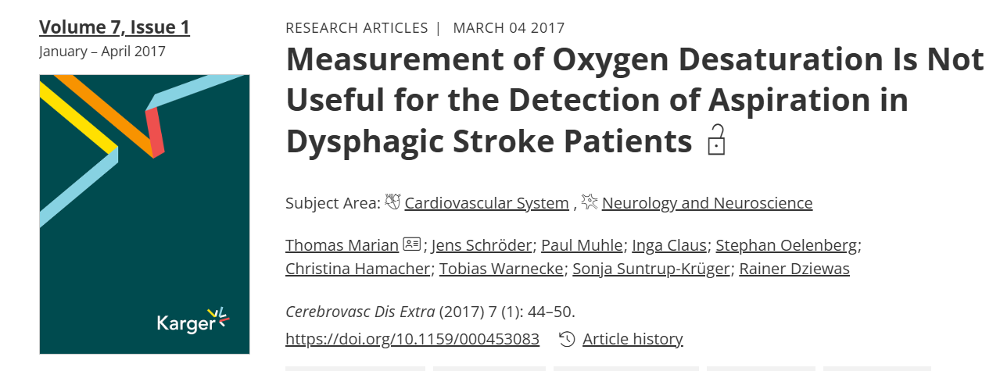 Volume 7, Issue 1
January – April 2017
Karger
RESEARCH ARTICLES | MARCH 04 2017
Measurement of Oxygen Desaturation Is Not
Useful for the Detection of Aspiration in
Dysphagic Stroke Patients
Subject Area: Cardiovascular System , Neurology and Neuroscience
Thomas Marian ; Jens Schröder; Paul Muhle; Inga Claus; Stephan Oelenberg;
Christina Hamacher; Tobias Warnecke; Sonja Suntrup-Krüger; Rainer Dziewas
Cerebrovasc Dis Extra (2017) 7 (1): 44–50.
https://doi.org/10.1159/000453083 Article history